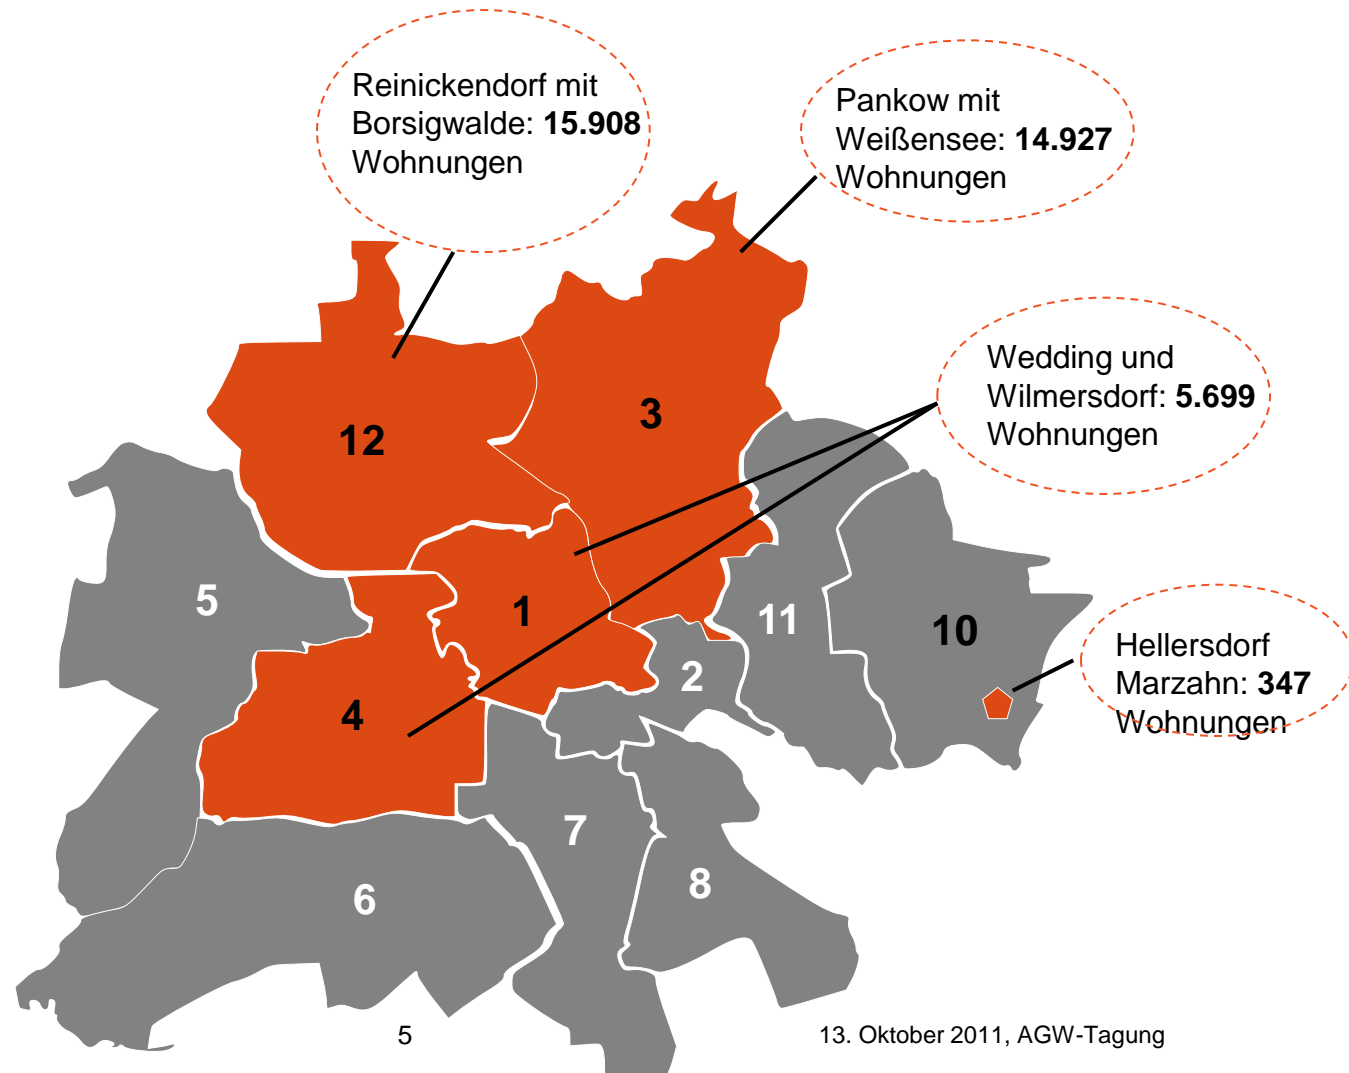 Reinickendorf mit
Borsigwalde: 15.908
Wohnungen
Pankow mit
Weißensee: 14.927
Wohnungen
Wedding und
Wilmersdorf: 5.699
Wohnungen
12
3
5
1
11
10
2
4
Hellersdorf
Marzahn: 347
Wohnungen
7
6
8
5
13. Oktober 2011, AGW-Tagung